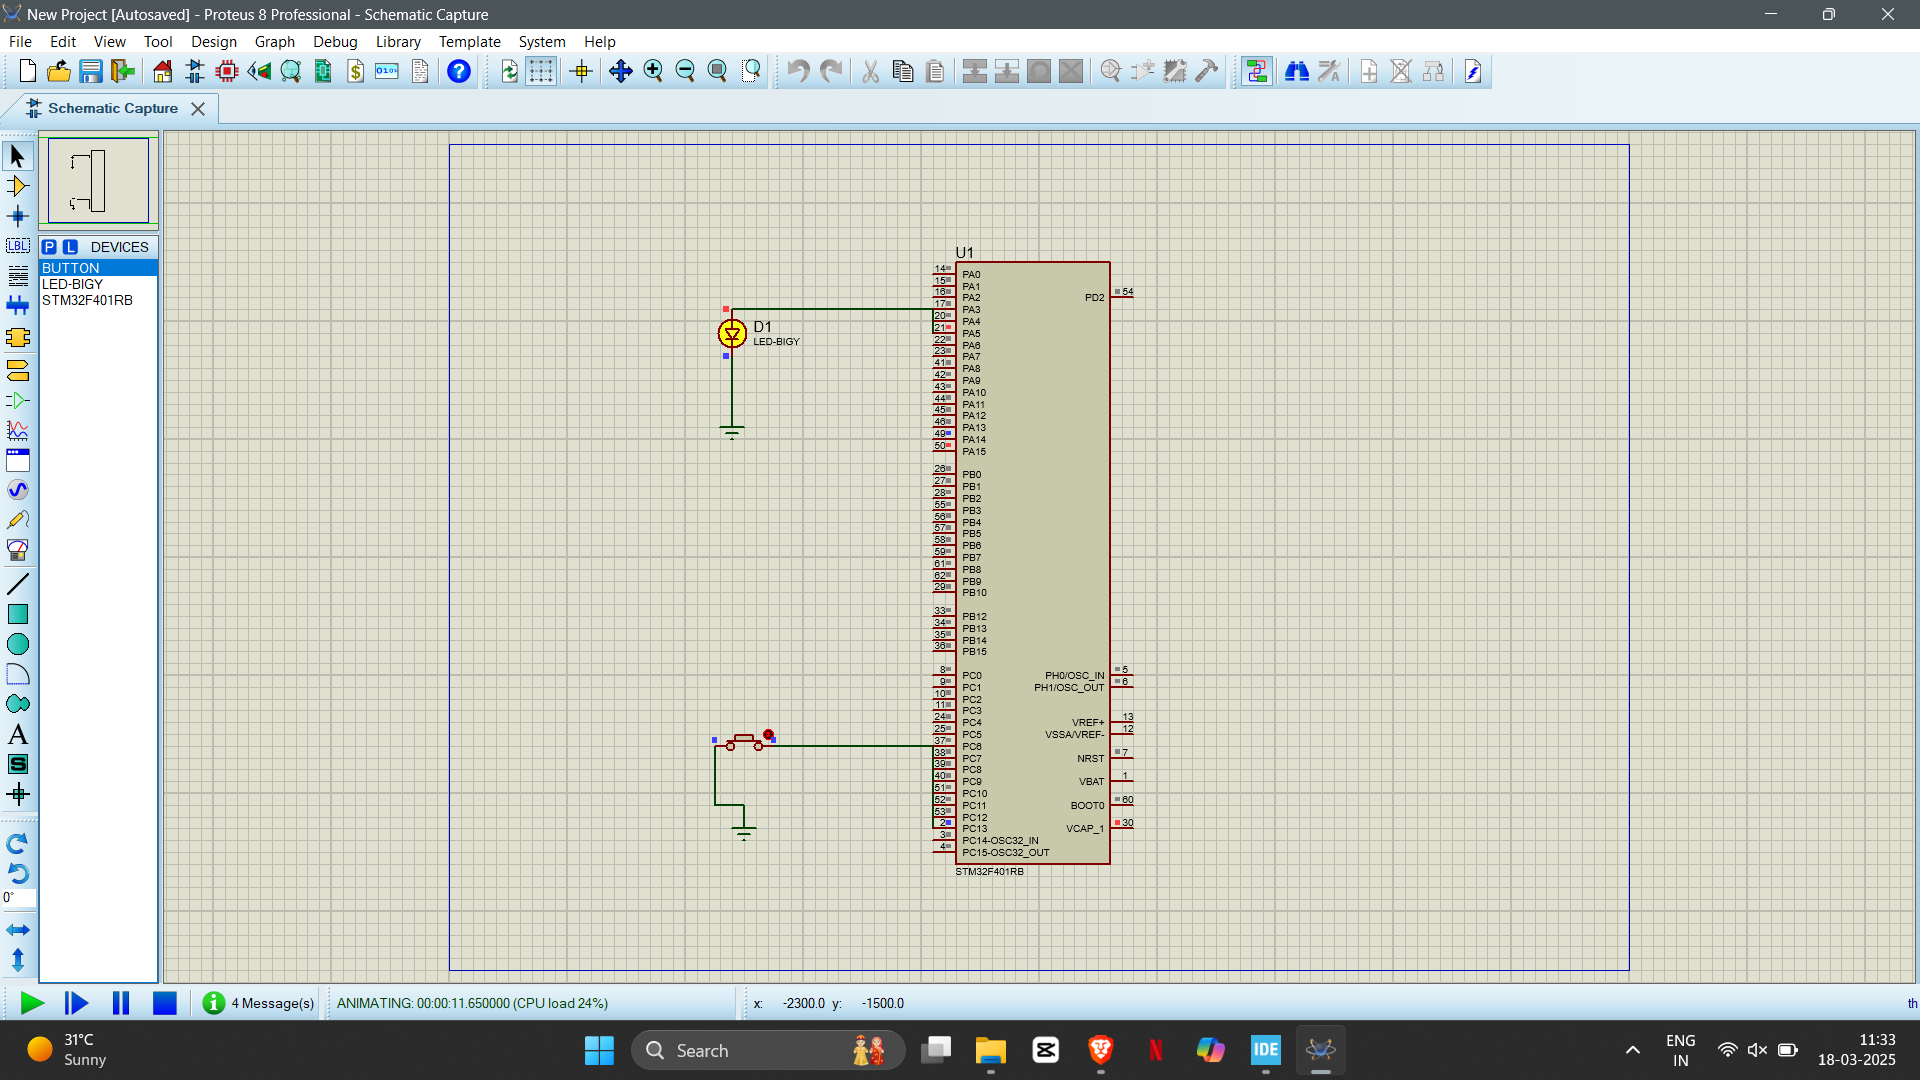 New Project [Autosaved] - Proteus 8 Professional - Schematic Capture
File Edit View Tool Design Graph Debug Library Template System Help
Schematic Capture
P L DEVICES
BUTTON
LED-BIGY
STM32F401RB
LBL
A
S
0°
D1
LED-BIGY
U1
14 PA0
15 PA1
16 PA2
17 PA3
20 PA4
21 PA5
22 PA6
23 PA7
41 PA8
42 PA9
43 PA10
44 PA11
45 PA12
46 PA13
49 PA14
50 PA15
26 PB0
27 PB1
28 PB2
55 PB3
56 PB4
57 PB5
58 PB6
59 PB7
61 PB8
62 PB9
29 PB10
33 PB12
34 PB13
35 PB14
36 PB15
8 PC0
9 PC1
10 PC2
11 PC3
24 PC4
25 PC5
37 PC6
38 PC7
39 PC8
40 PC9
51 PC10
52 PC11
53 PC12
2 PC13
3 PC14-OSC32_IN
4 PC15-OSC32_OUT
PD2 54
PH0/OSC_IN 5
PH1/OSC_OUT 6
VREF+ 13
VSSA/VREF- 12
NRST 7
VBAT 1
BOOT0 60
VCAP_1 30
STM32F401RB
4 Message(s) ANIMATING: 00:00:11.650000 (CPU load 24%) x: -2300.0 y: -1500.0 th
31°C
Sunny
Search
IDE
ENG
IN
11:33
18-03-2025